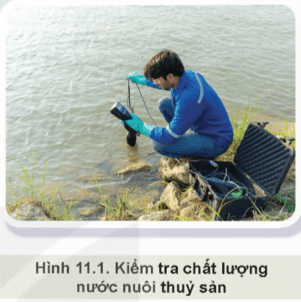 Hình 11.1. Kiểm tra chất lượng
nước nuôi thuỷ sản